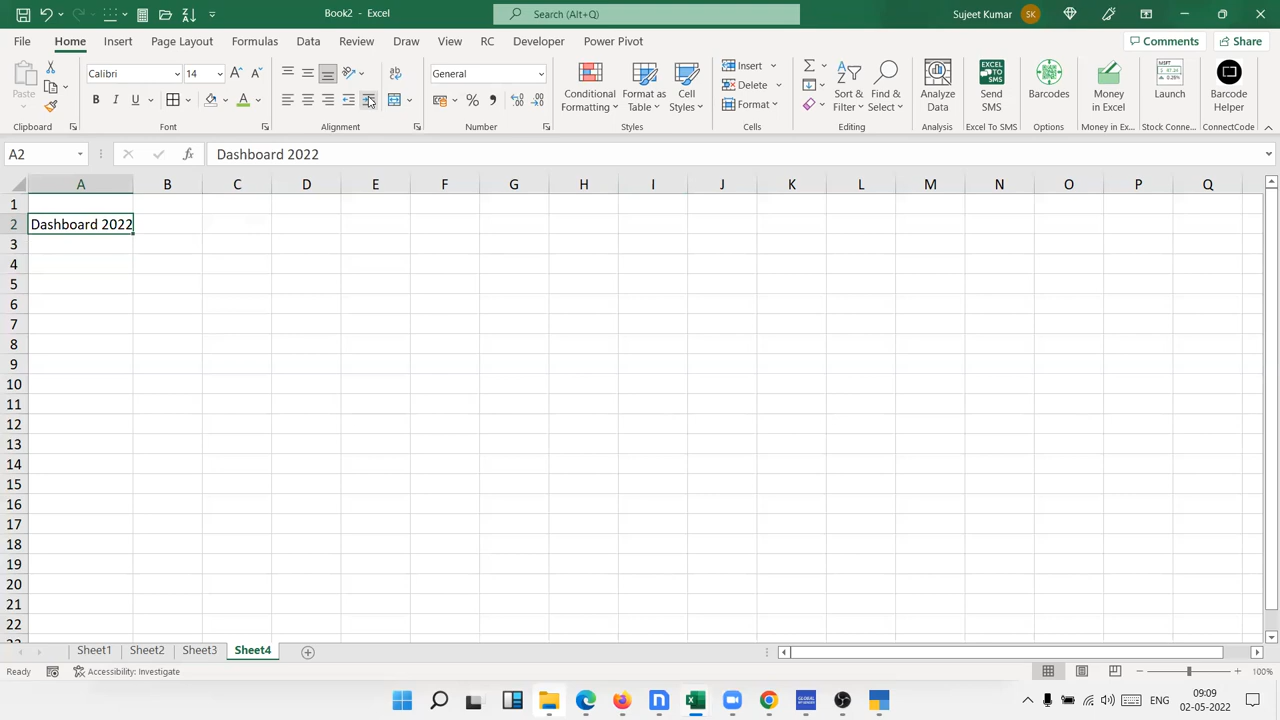 Book2 - Excel
Search (Alt+Q)
Sujeet Kumar
SK
File Home Insert Page Layout Formulas Data Review Draw View RC Developer Help Power Pivot
Comments
Share
Paste
Calibri
14
General
Conditional Formatting
Format as Table
Cell Styles
Insert
Delete
Format
Sort & Filter
Find & Select
Analyze Data
Send SMS
Barcodes
Money in Excel
Launch
Barcode Helper
Clipboard
Font
Alignment
Number
Styles
Cells
Editing
Analysis
Excel To SMS
Options
Money in Ex...
Stock Conne...
ConnectCode
A2
fx
Dashboard 2022
A B C D E F G H I J K L M N O P Q
1
2 Dashboard 2022
3
4
5
6
7
8
9
10
11
12
13
14
15
16
17
18
19
20
21
22
Sheet1 Sheet2 Sheet3 Sheet4
Ready
Accessibility: Investigate
100%
ENG
09:09
02-05-2022